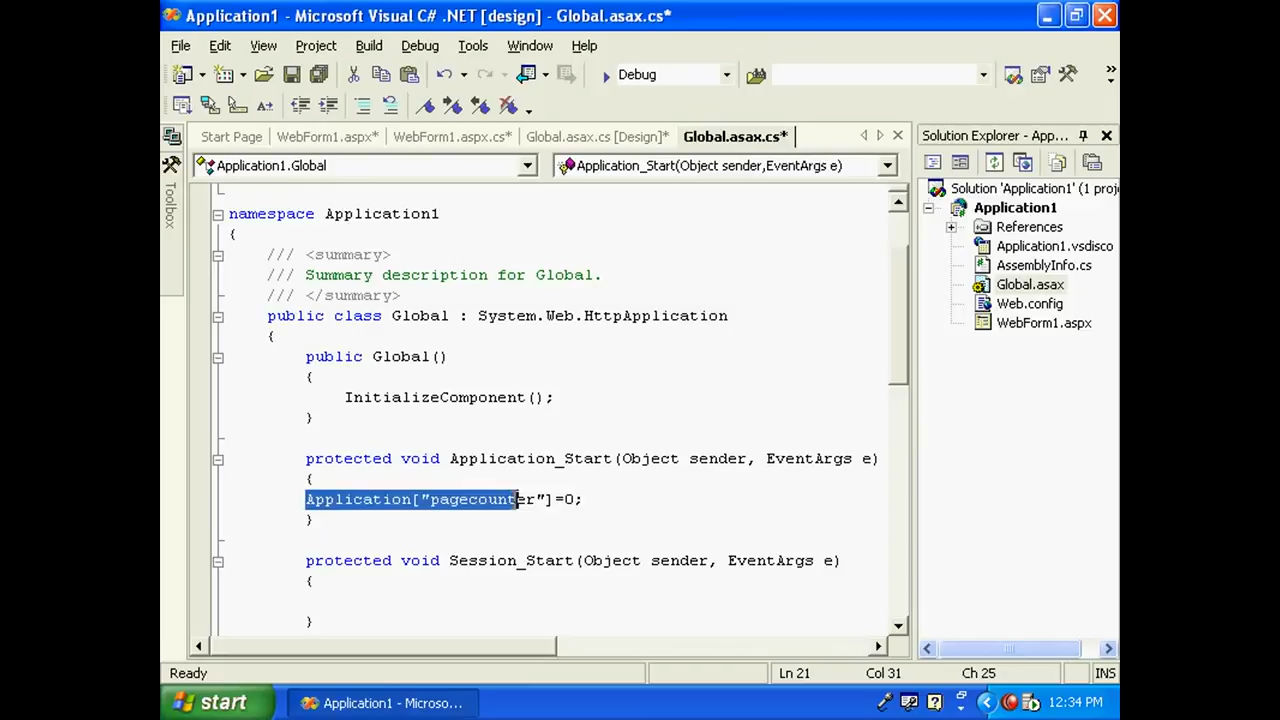 Application1 - Microsoft Visual C# .NET [design] - Global.asax.cs*
File Edit View Project Build Debug Tools Window Help
Debug
Start Page WebForm1.aspx* WebForm1.aspx.cs* Global.asax.cs [Design]* Global.asax.cs*
Solution Explorer - App...
Application1.Global
Application_Start(Object sender,EventArgs e)
Toolbox
namespace Application1
{
/// <summary>
/// Summary description for Global.
/// </summary>
public class Global : System.Web.HttpApplication
{
public Global()
{
InitializeComponent();
}
protected void Application_Start(Object sender, EventArgs e)
{
Application["pagecounter"]=0;
}
protected void Session_Start(Object sender, EventArgs e)
{
}
Solution 'Application1' (1 proj
Application1
References
Application1.vsdisco
AssemblyInfo.cs
Global.asax
Web.config
WebForm1.aspx
Ready
Ln 21 Col 31 Ch 25 INS
start Application1 - Microso... 12:34 PM